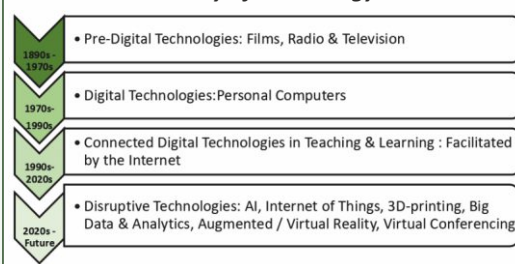 1890s -
1970s
• Pre-Digital Technologies: Films, Radio & Television
1970s-
1990s
• Digital Technologies:Personal Computers
1990s-
2020s
• Connected Digital Technologies in Teaching & Learning : Facilitated
by the Internet
2020s -
Future
• Disruptive Technologies: AI, Internet of Things, 3D-printing, Big
Data & Analytics, Augmented / Virtual Reality, Virtual Conferencing